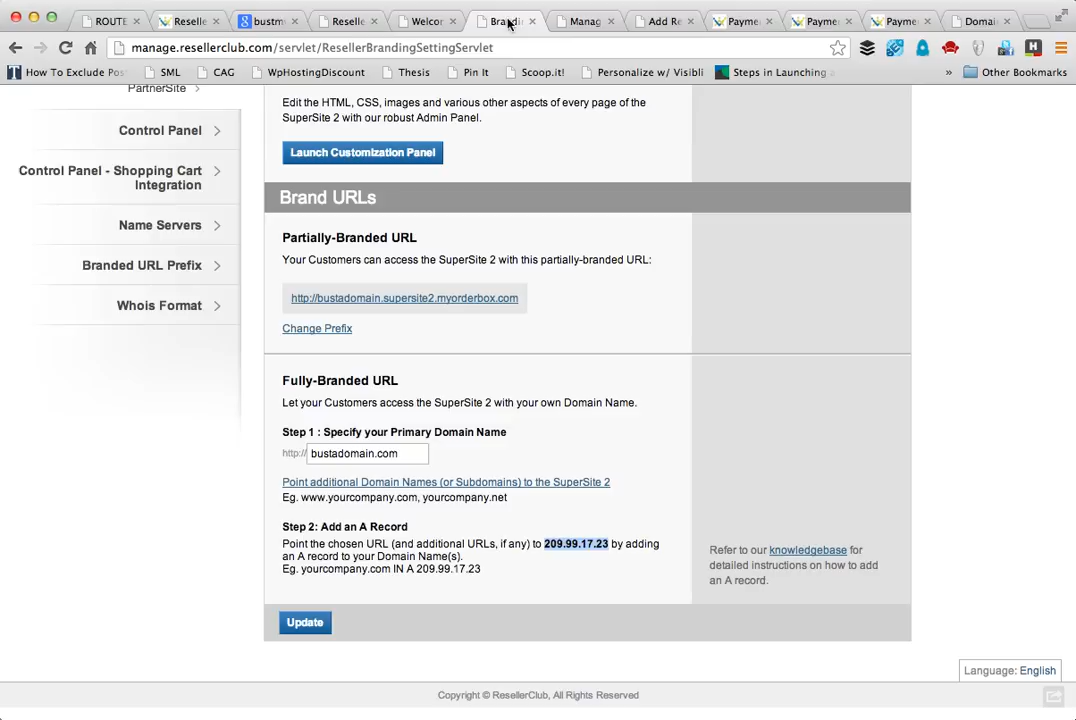 ROUTE
Reselle
bustm
Reselle
Welcor
Brandi
Manag
Add Re
Payme
Payme
Payme
Domai
manage.resellerclub.com/servlet/ResellerBrandingSettingServlet
How To Exclude Pos
SML
CAG
WpHostingDiscount
Thesis
Pin It
Scoop.it!
Personalize w/ Visibli
Steps in Launching
»
Other Bookmarks
PartnerSite
Control Panel
Control Panel - Shopping Cart
Integration
Name Servers
Branded URL Prefix
Whois Format
Edit the HTML, CSS, images and various other aspects of every page of the
SuperSite 2 with our robust Admin Panel.
Launch Customization Panel
Brand URLs
Partially-Branded URL
Your Customers can access the SuperSite 2 with this partially-branded URL:
http://bustadomain.supersite2.myorderbox.com
Change Prefix
Fully-Branded URL
Let your Customers access the SuperSite 2 with your own Domain Name.
Step 1 : Specify your Primary Domain Name
http:// bustadomain.com
Point additional Domain Names (or Subdomains) to the SuperSite 2
Eg. www.yourcompany.com, yourcompany.net
Step 2: Add an A Record
Point the chosen URL (and additional URLs, if any) to 209.99.17.23 by adding
an A record to your Domain Name(s).
Eg. yourcompany.com IN A 209.99.17.23
Refer to our knowledgebase for
detailed instructions on how to add
an A record.
Update
Language: English
Copyright © ResellerClub, All Rights Reserved